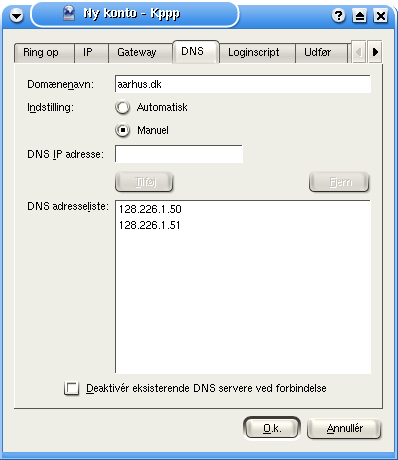 Ny konto - Kppp
Ring op IP Gateway DNS Loginscript Udfør
Domænenavn: aarhus.dk
Indstilling: Automatisk
Manuel
DNS IP adresse:
Tilføj Fjern
DNS adresseliste: 128.226.1.50
128.226.1.51
Deaktivér eksisterende DNS servere ved forbindelse
O.k. Annullér